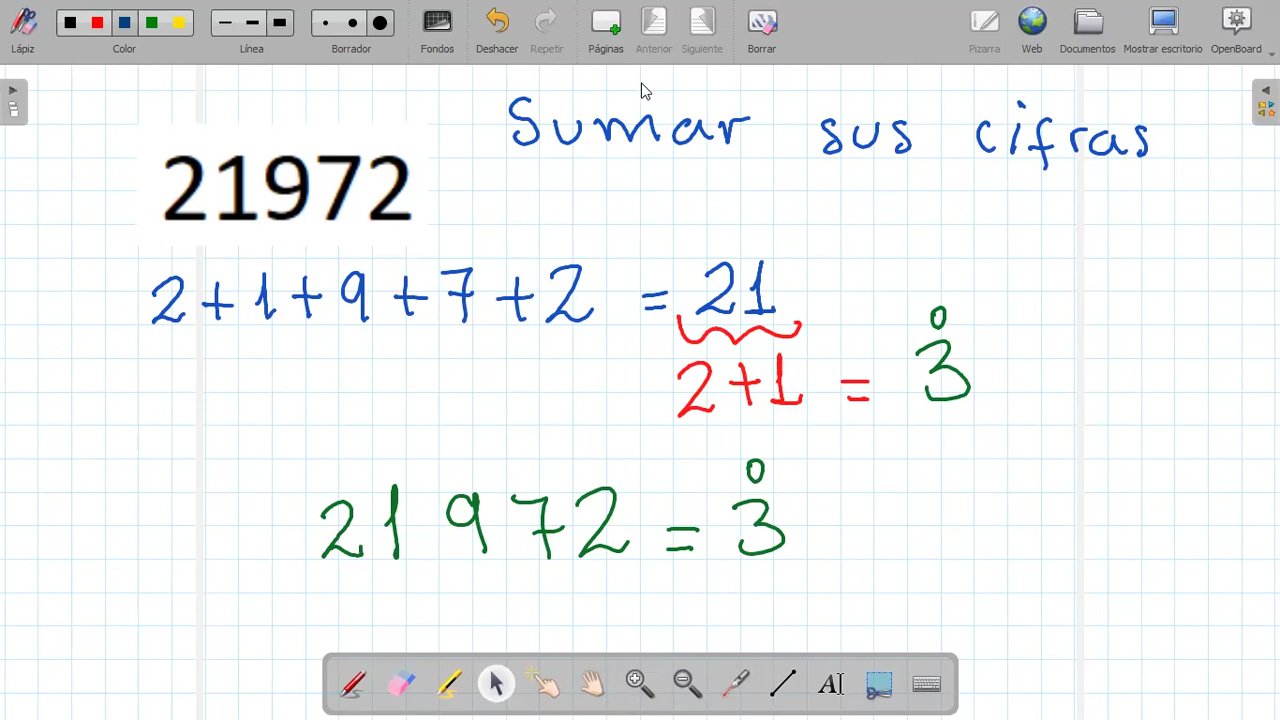 Lápiz Color Línea Borrador Fondos Deshacer Repetir Páginas Anterior Siguiente Borrar Pizarra Web Documentos Mostrar escritorio OpenBoard
Sumar sus cifras
21972
2+1+9+7+2 = 21
2+1 = 3̊
21972 = 3̊
AI